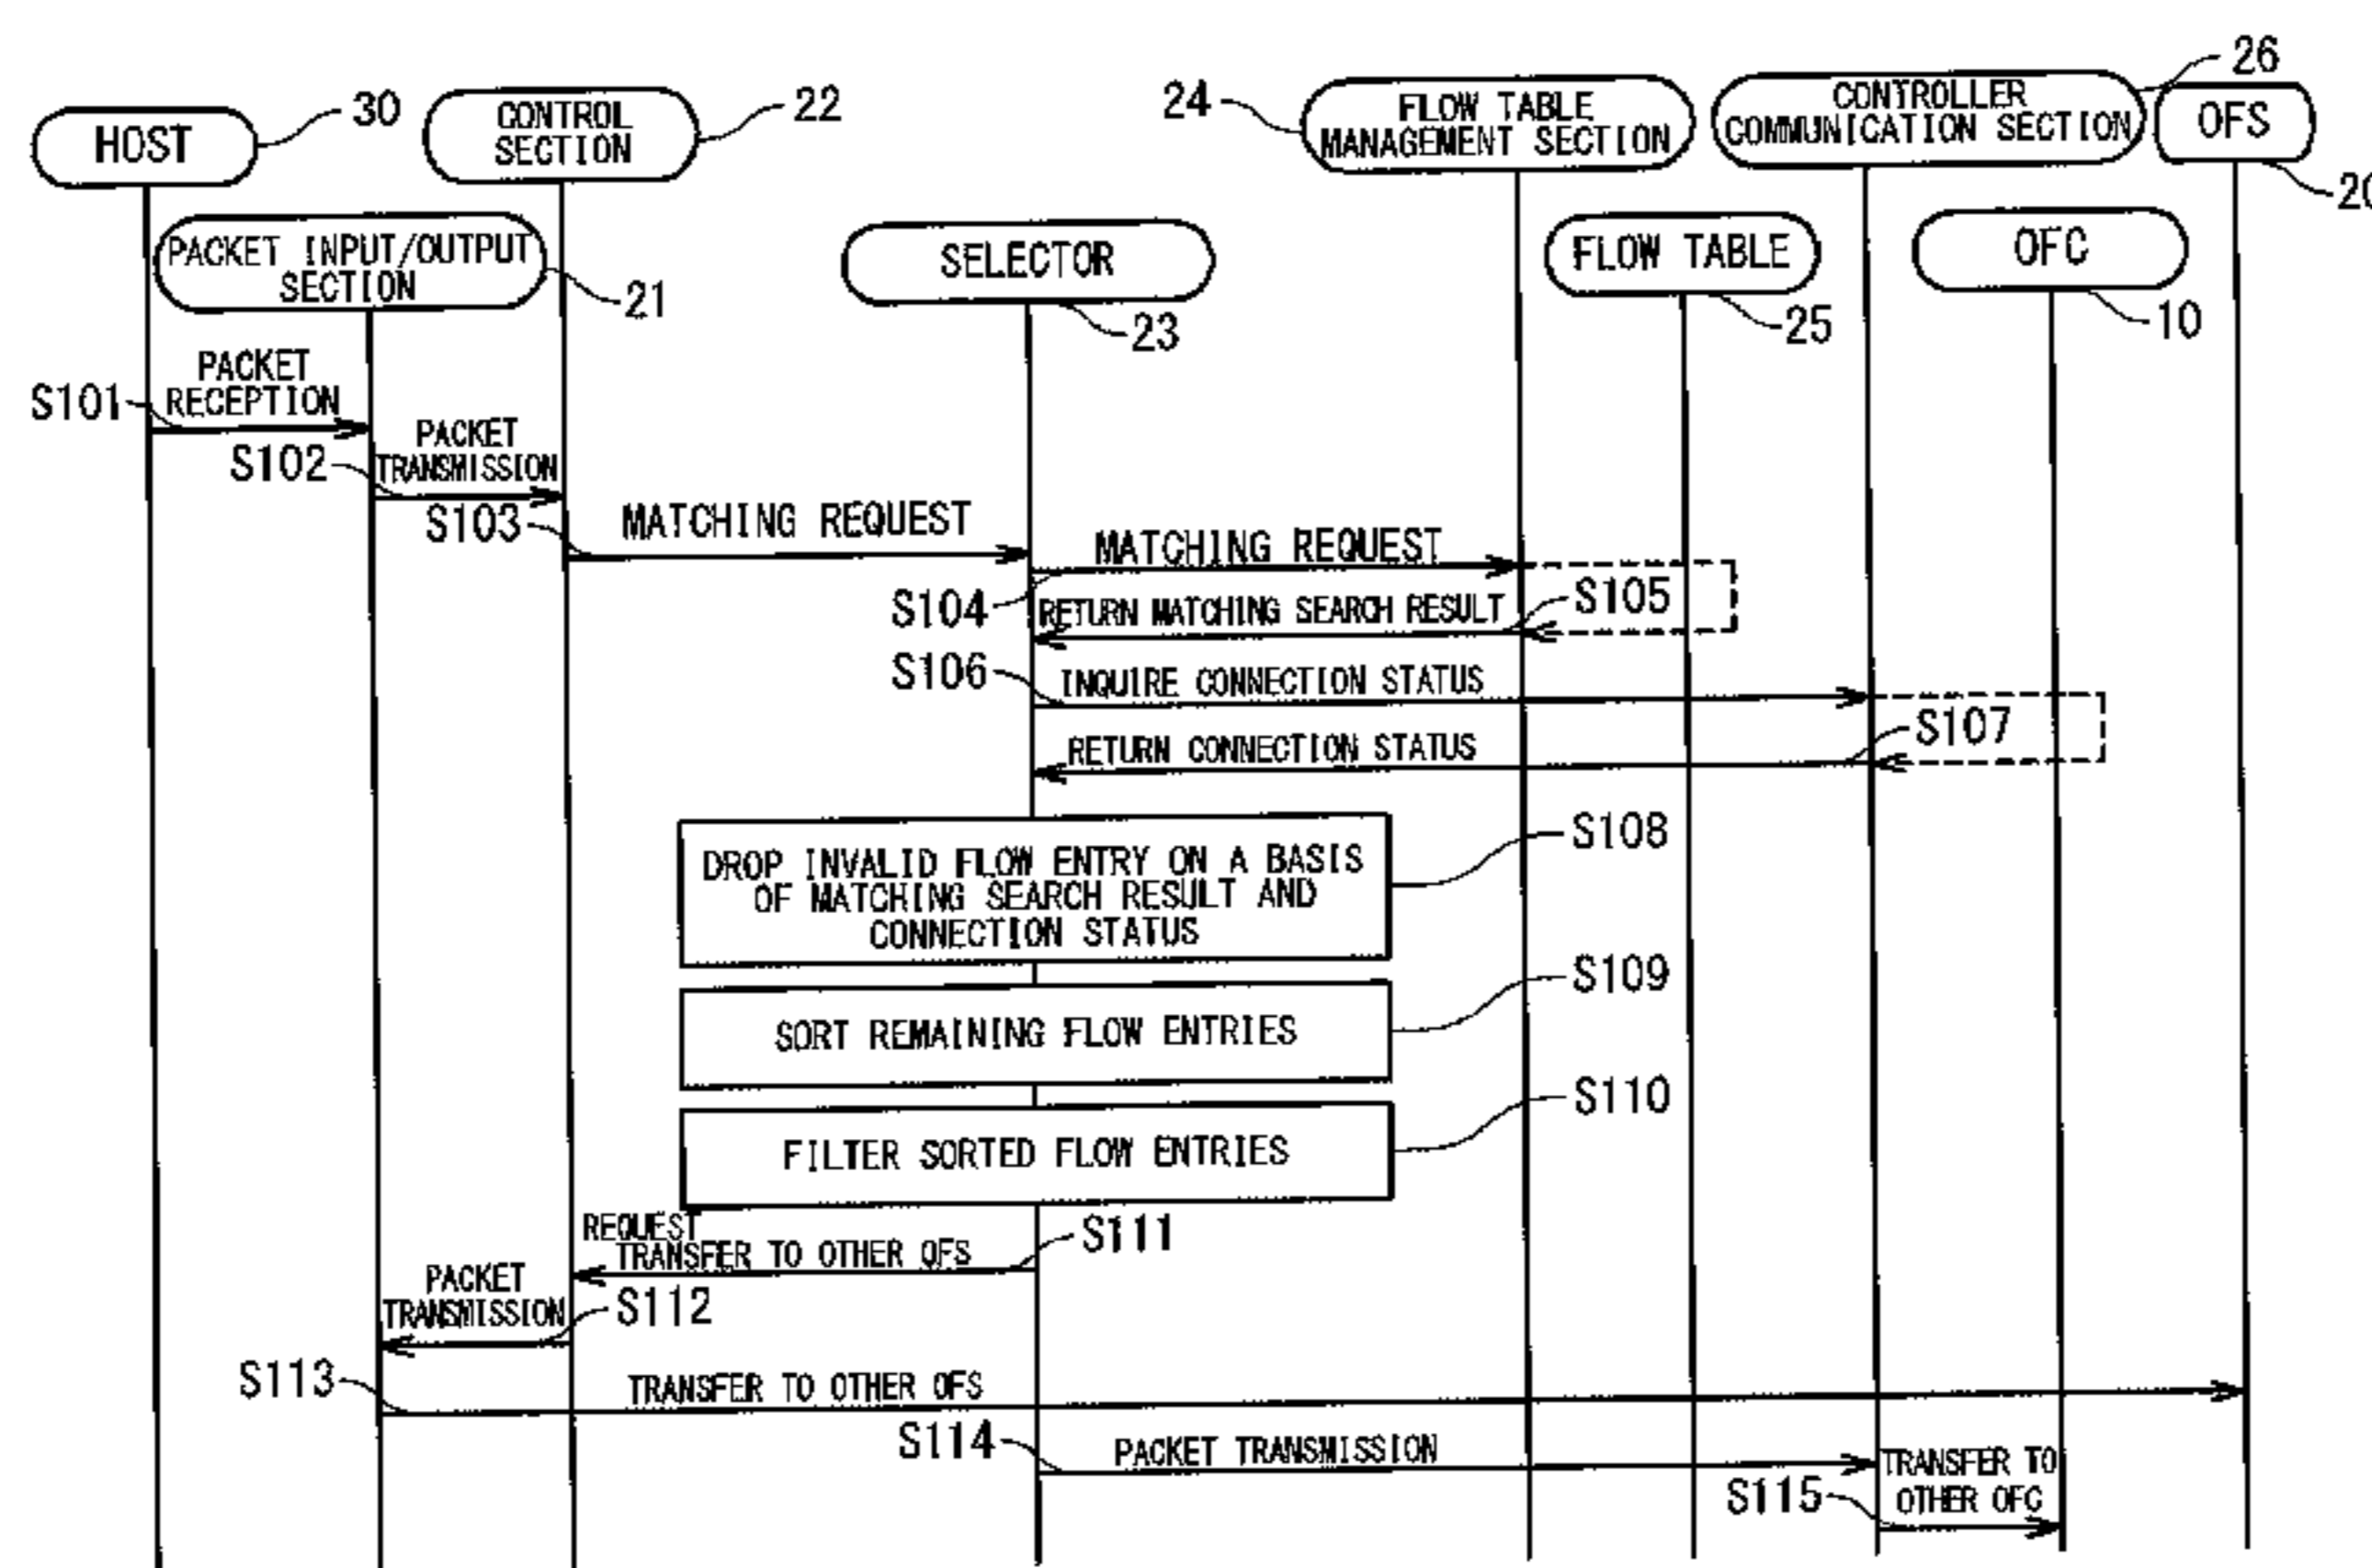 HOST
30
CONTROL
SECTION
22
24
FLOW TABLE
MANAGEMENT SECTION
CONTROLLER
COMMUNICATION SECTION
26
OFS
20
PACKET INPUT/OUTPUT
SECTION
21
SELECTOR
23
FLOW TABLE
25
OFC
10
S101
PACKET
RECEPTION
S102
PACKET
TRANSMISSION
S103
MATCHING REQUEST
S104
MATCHING REQUEST
RETURN MATCHING SEARCH RESULT
S105
S106
INQUIRE CONNECTION STATUS
RETURN CONNECTION STATUS
S107
DROP INVALID FLOW ENTRY ON A BASIS
OF MATCHING SEARCH RESULT AND
CONNECTION STATUS
S108
SORT REMAINING FLOW ENTRIES
S109
FILTER SORTED FLOW ENTRIES
S110
REQUEST
TRANSFER TO OTHER OFS
S111
PACKET
TRANSMISSION
S112
S113
TRANSFER TO OTHER OFS
S114
PACKET TRANSMISSION
S115
TRANSFER TO
OTHER OFC